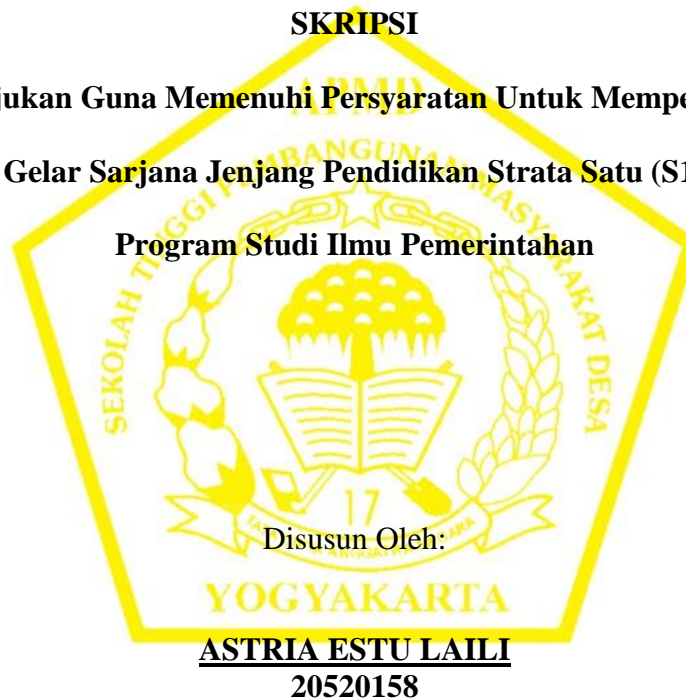 SKRIPSI
jukan Guna Memenuhi Persyaratan Untuk Mempe
APMD
Gelar Sarjana Jenjang Pendidikan Strata Satu (S1
SEKOLAH TINGGI PEMBANGUNAN MASYARAKAT DESA
Program Studi Ilmu Pemerintahan
17
Disusun Oleh:
YOGYAKARTA
ASTRIA ESTU LAILI
20520158